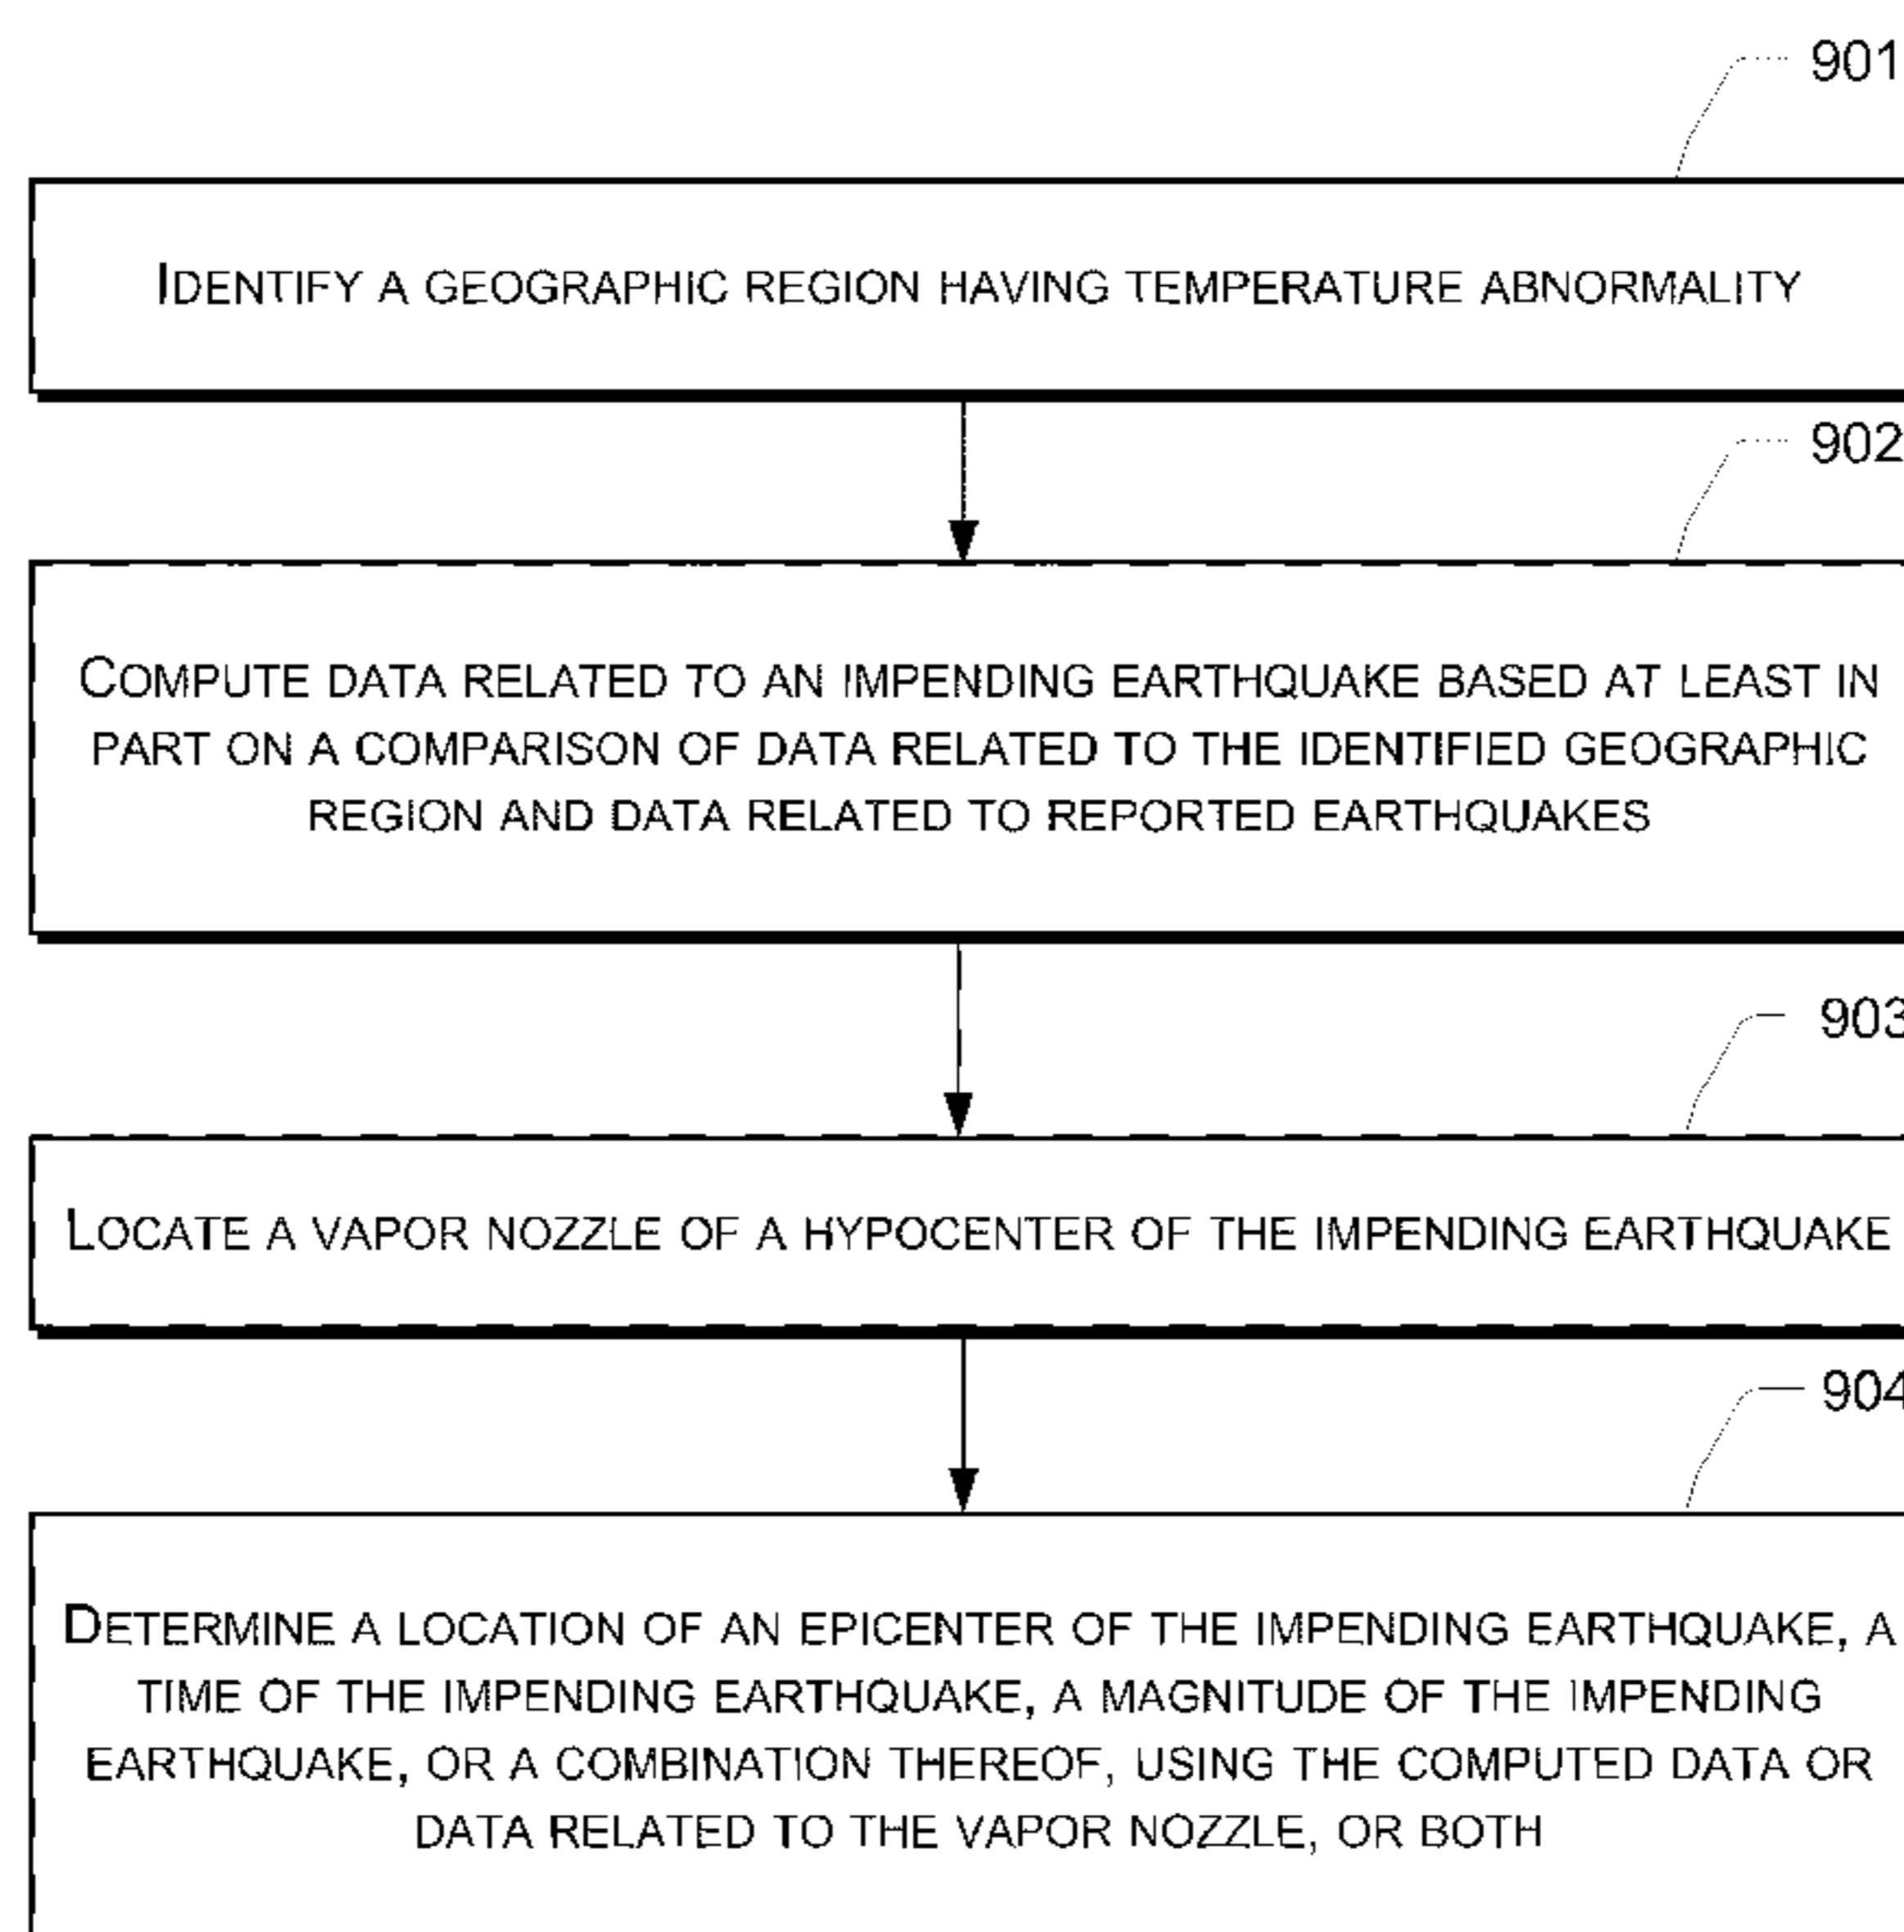 901
IDENTIFY A GEOGRAPHIC REGION HAVING TEMPERATURE ABNORMALITY
902
COMPUTE DATA RELATED TO AN IMPENDING EARTHQUAKE BASED AT LEAST IN
PART ON A COMPARISON OF DATA RELATED TO THE IDENTIFIED GEOGRAPHIC
REGION AND DATA RELATED TO REPORTED EARTHQUAKES
903
LOCATE A VAPOR NOZZLE OF A HYPOCENTER OF THE IMPENDING EARTHQUAKE
904
DETERMINE A LOCATION OF AN EPICENTER OF THE IMPENDING EARTHQUAKE, A
TIME OF THE IMPENDING EARTHQUAKE, A MAGNITUDE OF THE IMPENDING
EARTHQUAKE, OR A COMBINATION THEREOF, USING THE COMPUTED DATA OR
DATA RELATED TO THE VAPOR NOZZLE, OR BOTH